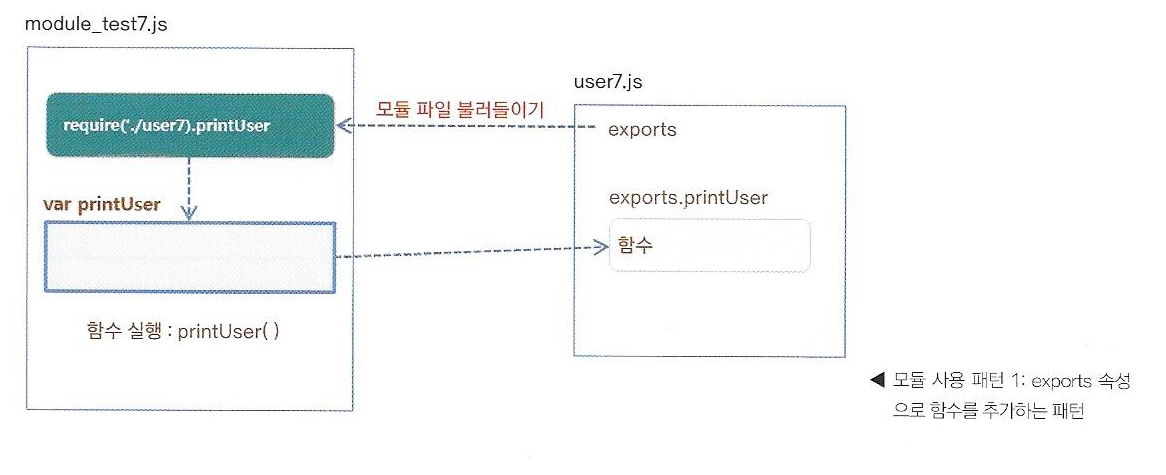 module_test7.js
user7.js
모듈 파일 불러들이기
require('./user7).printUser
exports
var printUser
exports.printUser
함수
함수 실행 : printUser( )
◀ 모듈 사용 패턴 1: exports 속성
으로 함수를 추가하는 패턴